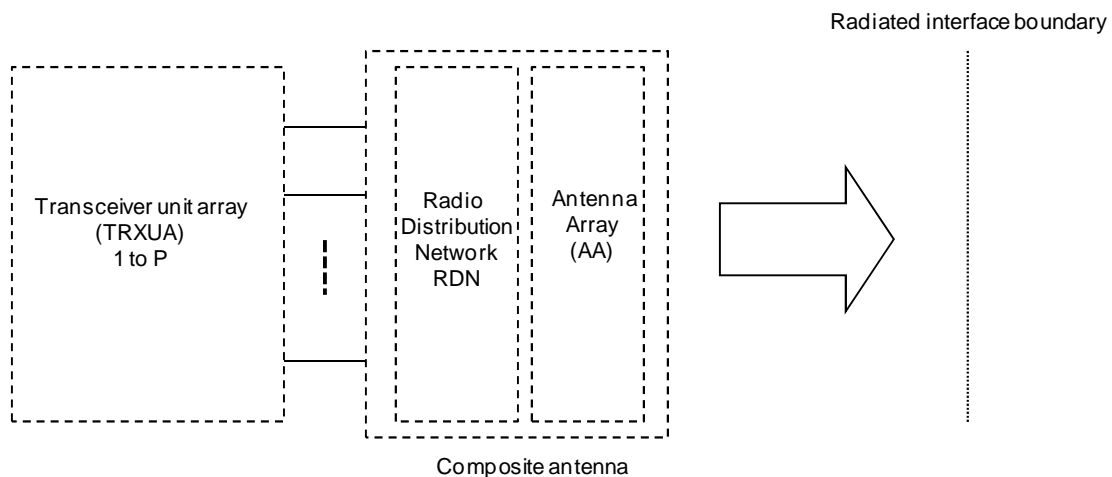 Radiated interface boundary
Transceiver unit array
(TRXUA)
1 to P
Radio
Distribution
Network
RDN
Antenna
Array
(AA)
Composite antenna